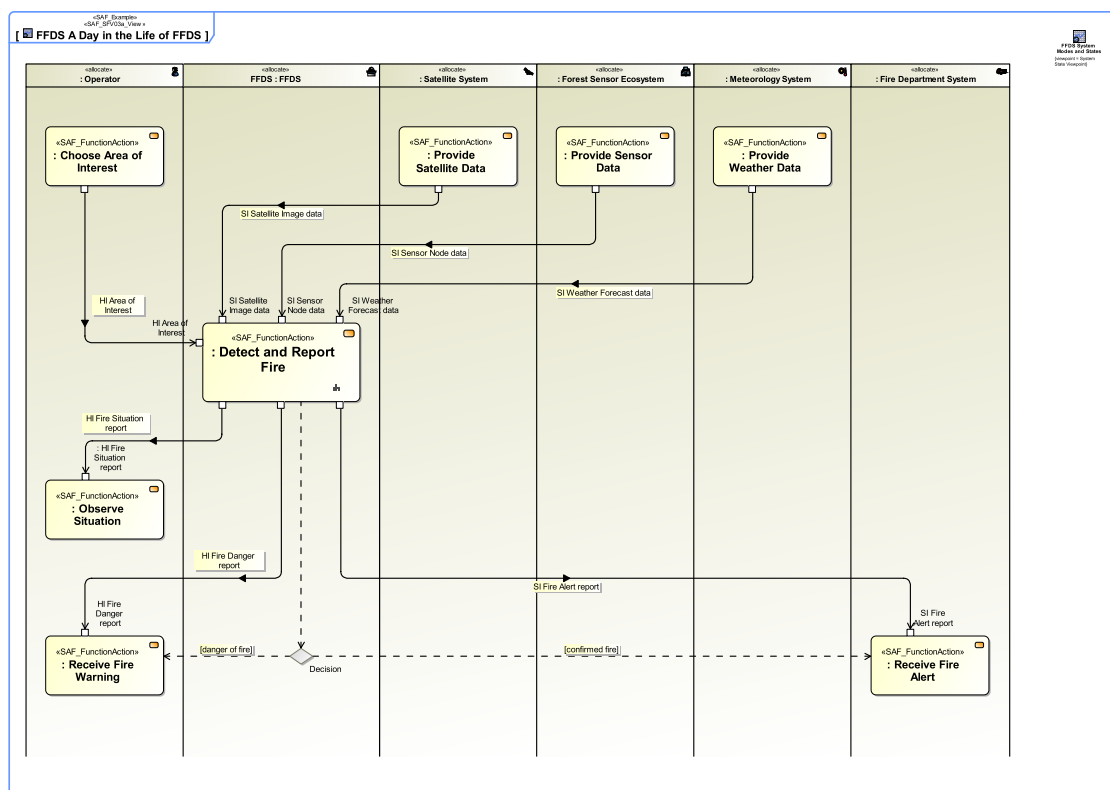 «SAF_Example»
«SAF_SFV03a_View »
[ FFDS A Day in the Life of FFDS ]
FFDS System
Modes and States
[viewpoint = System
State Viewpoint]
«allocate»
: Operator
«allocate»
FFDS : FFDS
«allocate»
: Satellite System
«allocate»
: Forest Sensor Ecosystem
«allocate»
: Meteorology System
«allocate»
: Fire Department System
«SAF_FunctionAction»
: Choose Area of
Interest
«SAF_FunctionAction»
: Provide
Satellite Data
«SAF_FunctionAction»
: Provide Sensor
Data
«SAF_FunctionAction»
: Provide
Weather Data
SI Satellite Image data
SI Sensor Node data
SI Weather Forecast data
HI Area of
Interest
HI Area of
Interest
SI Satellite
Image data
SI Sensor
Node data
SI Weather
Forecast data
«SAF_FunctionAction»
: Detect and Report
Fire
HI Fire Situation
report
: HI Fire
Situation
report
«SAF_FunctionAction»
: Observe
Situation
HI Fire Danger
report
SI Fire Alert report
HI Fire
Danger
report
SI Fire
Alert report
«SAF_FunctionAction»
: Receive Fire
Warning
[danger of fire]
Decision
[confirmed fire]
«SAF_FunctionAction»
: Receive Fire
Alert